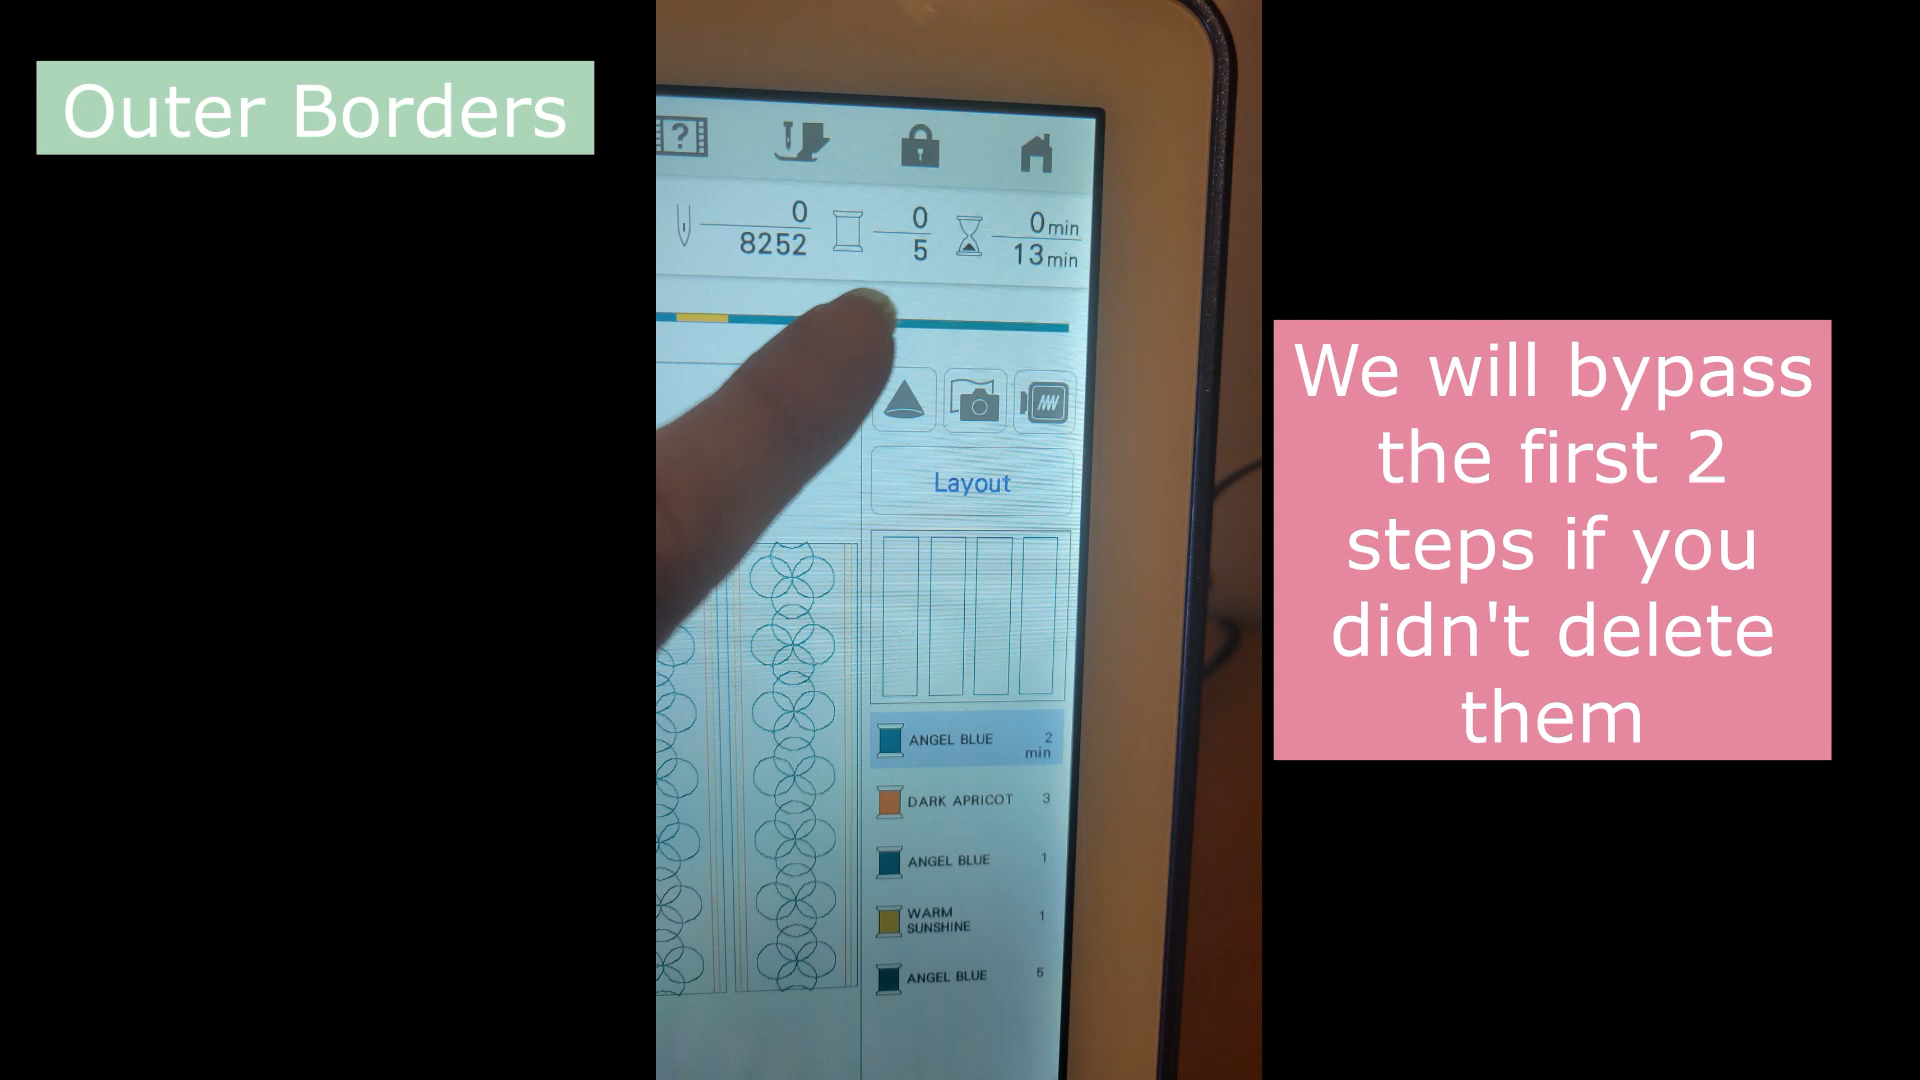 Outer Borders
?
0
8252
0
5
0 min
13 min
Layout
ANGEL BLUE 2
min
DARK APRICOT 3
ANGEL BLUE 1
WARM
SUNSHINE 1
ANGEL BLUE 5
We will bypass
the first 2
steps if you
didn't delete
them